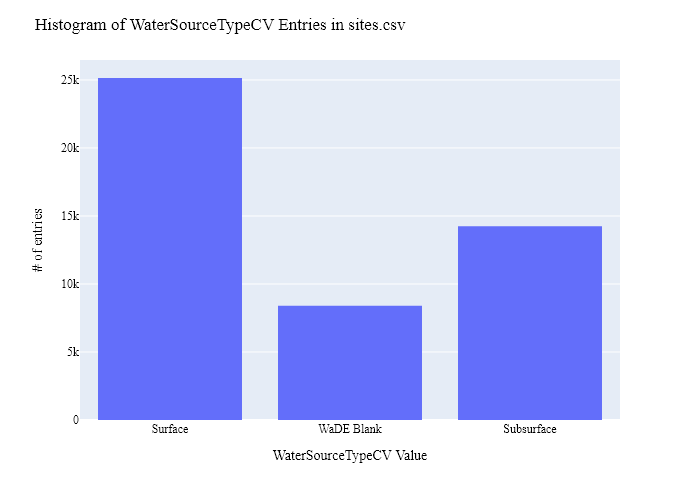 Histogram of WaterSourceTypeCV Entries in sites.csv
25k
20k
15k
10k
5k
0
# of entries
Surface
WaDE Blank
Subsurface
WaterSourceTypeCV Value